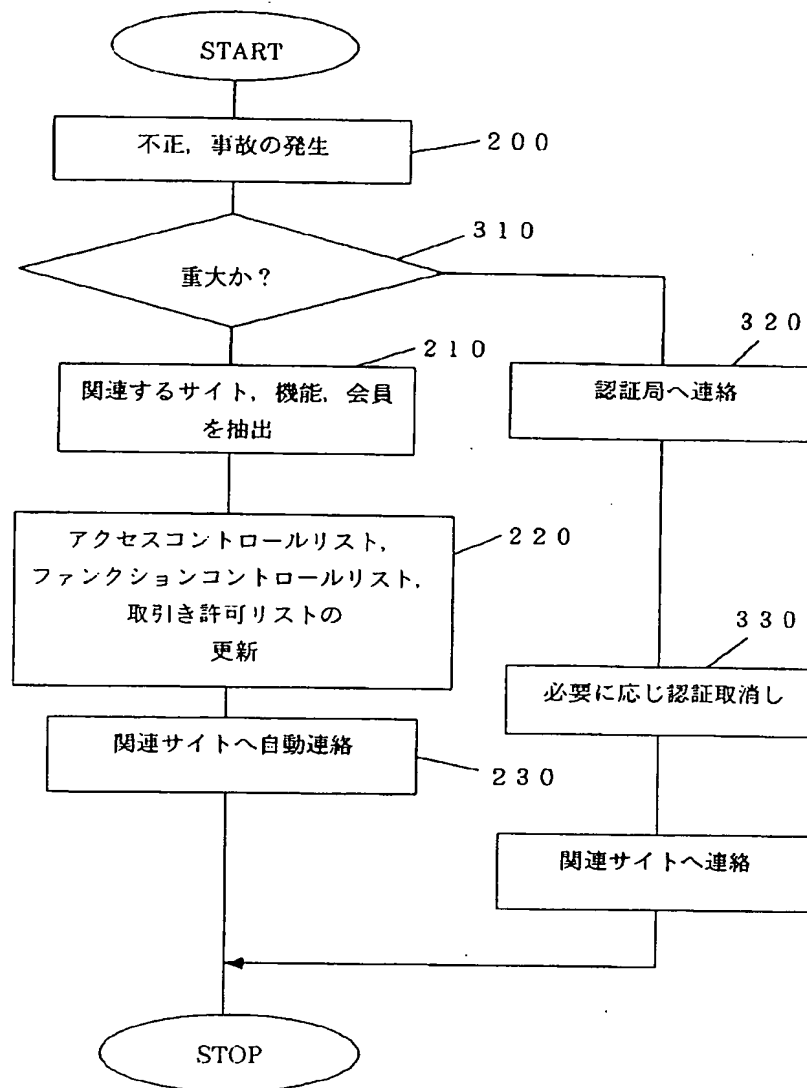 START
不正，事故の発生
200
310
重大か？
210
320
関連するサイト，機能，会員
を抽出
認証局へ連絡
アクセスコントロールリスト，
ファンクションコントロールリスト，
取引き許可リストの
更新
220
330
必要に応じ認証取消し
関連サイトへ自動連絡
230
関連サイトへ連絡
STOP